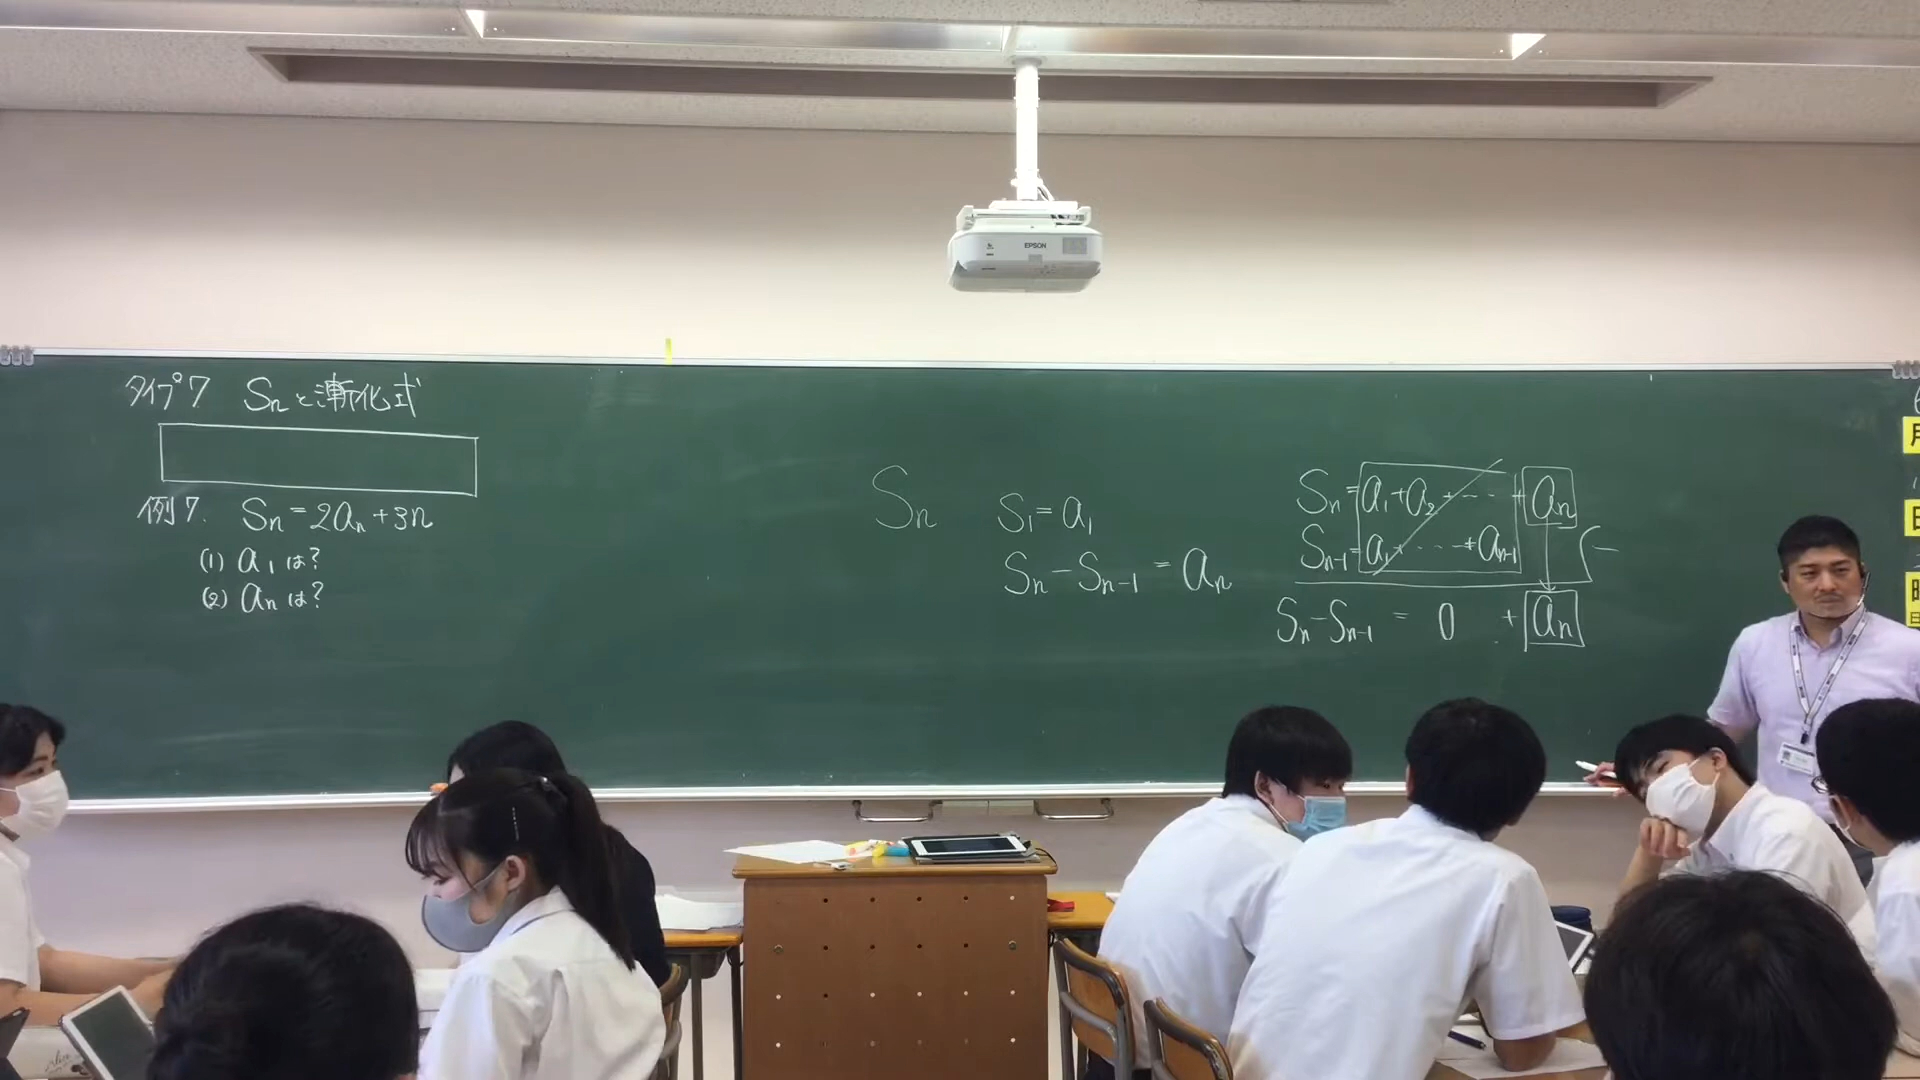 タイプ7 Snと漸化式
例7. Sn=2an+3n
(1) a1は?
(2) anは?
Sn
S1=a1
Sn-Sn-1=an
Sn=a1+a2+……+an
Sn-1=a1+……+an-1
Sn-Sn-1 = 0 +an
EPSON